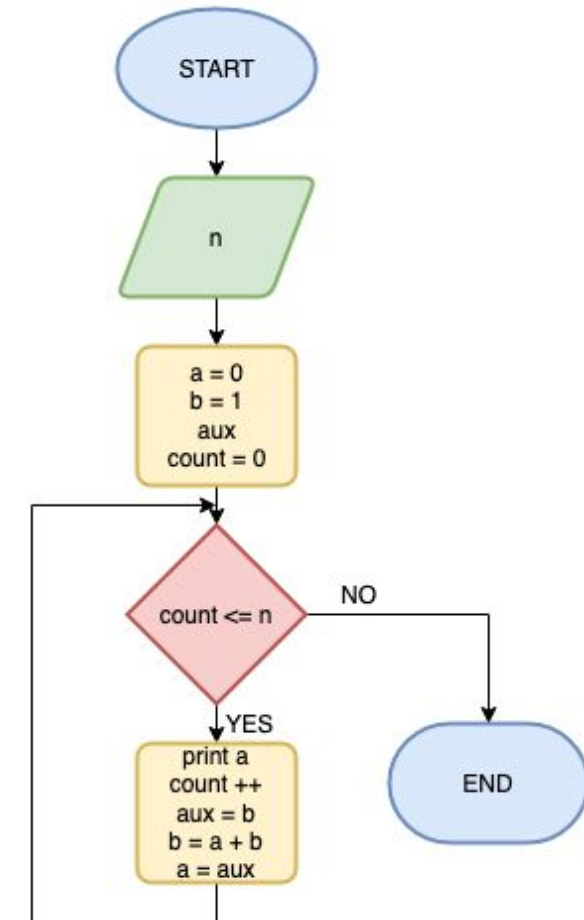 START
n
a = 0
b = 1
aux
count = 0
count <= n
NO
YES
print a
count ++
aux = b
b = a + b
a = aux
END